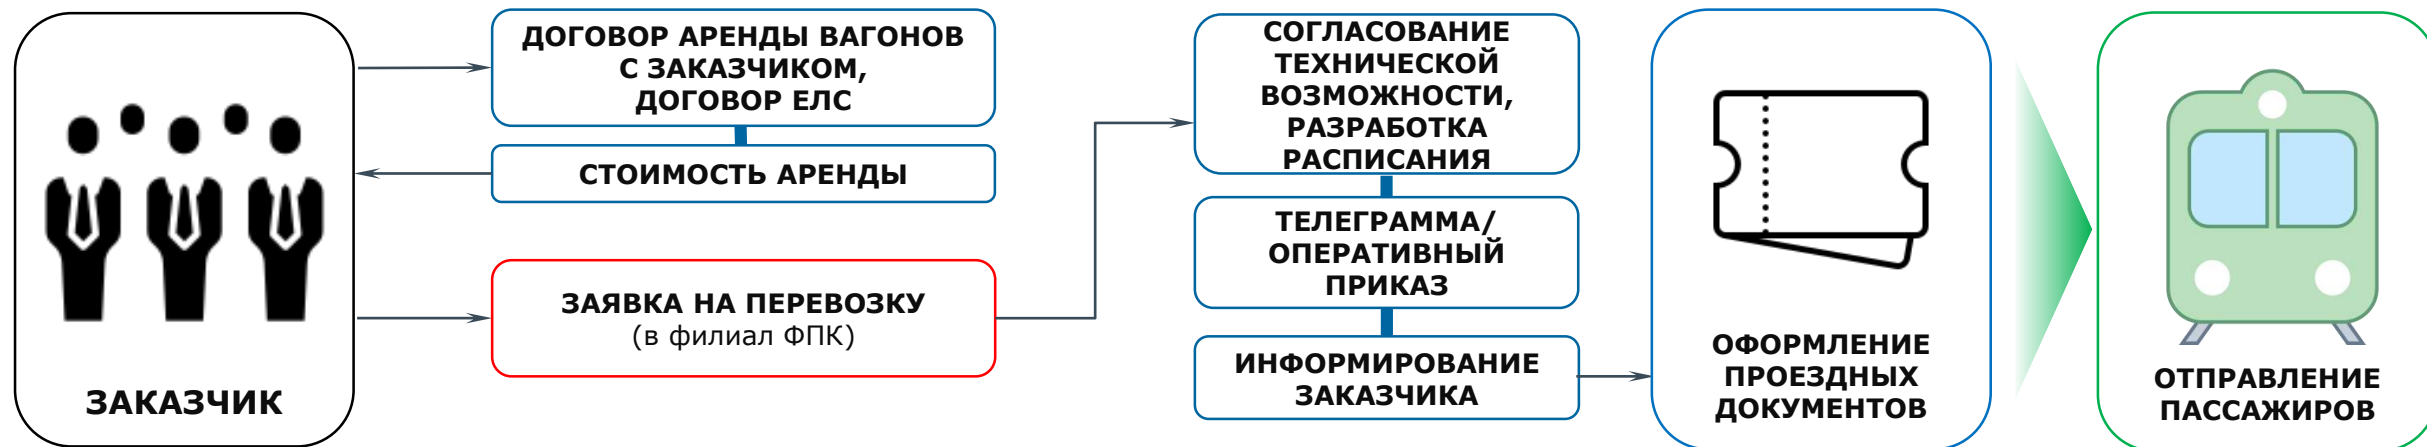 ЗАКАЗЧИК
ДОГОВОР АРЕНДЫ ВАГОНОВ
С ЗАКАЗЧИКОМ,
ДОГОВОР ЕЛС
СТОИМОСТЬ АРЕНДЫ
ЗАЯВКА НА ПЕРЕВОЗКУ
(в филиал ФПК)
СОГЛАСОВАНИЕ
ТЕХНИЧЕСКОЙ
ВОЗМОЖНОСТИ,
РАЗРАБОТКА
РАСПИСАНИЯ
ТЕЛЕГРАММА/
ОПЕРАТИВНЫЙ
ПРИКАЗ
ИНФОРМИРОВАНИЕ
ЗАКАЗЧИКА
ОФОРМЛЕНИЕ
ПРОЕЗДНЫХ
ДОКУМЕНТОВ
ОТПРАВЛЕНИЕ
ПАССАЖИРОВ